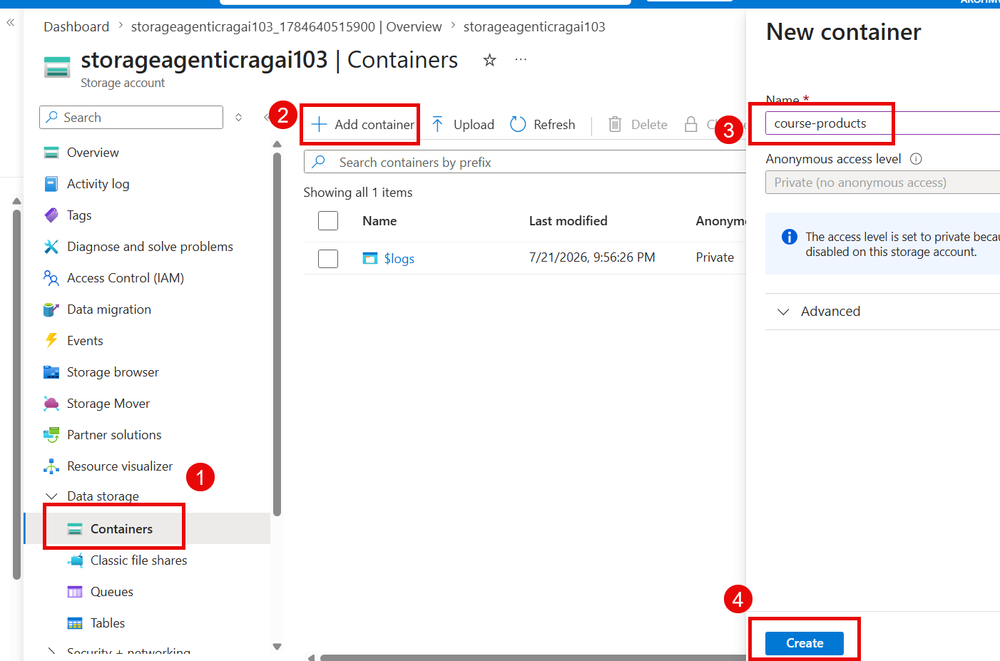 Dashboard > storageagenticragai103_1784640515900 | Overview > storageagenticragai103
storageagenticragai103 | Containers
Storage account
Search
Overview
Activity log
Tags
Diagnose and solve problems
Access Control (IAM)
Data migration
Events
Storage browser
Storage Mover
Partner solutions
Resource visualizer
1
Data storage
Containers
Classic file shares
Queues
Tables
Security + networking
2
Add container
Upload
Refresh
Delete
Search containers by prefix
Showing all 1 items
Name
Last modified
Anonym
$logs
7/21/2026, 9:56:26 PM
Private
New container
Name *
3
course-products
Anonymous access level
Private (no anonymous access)
The access level is set to private becau
disabled on this storage account.
Advanced
4
Create